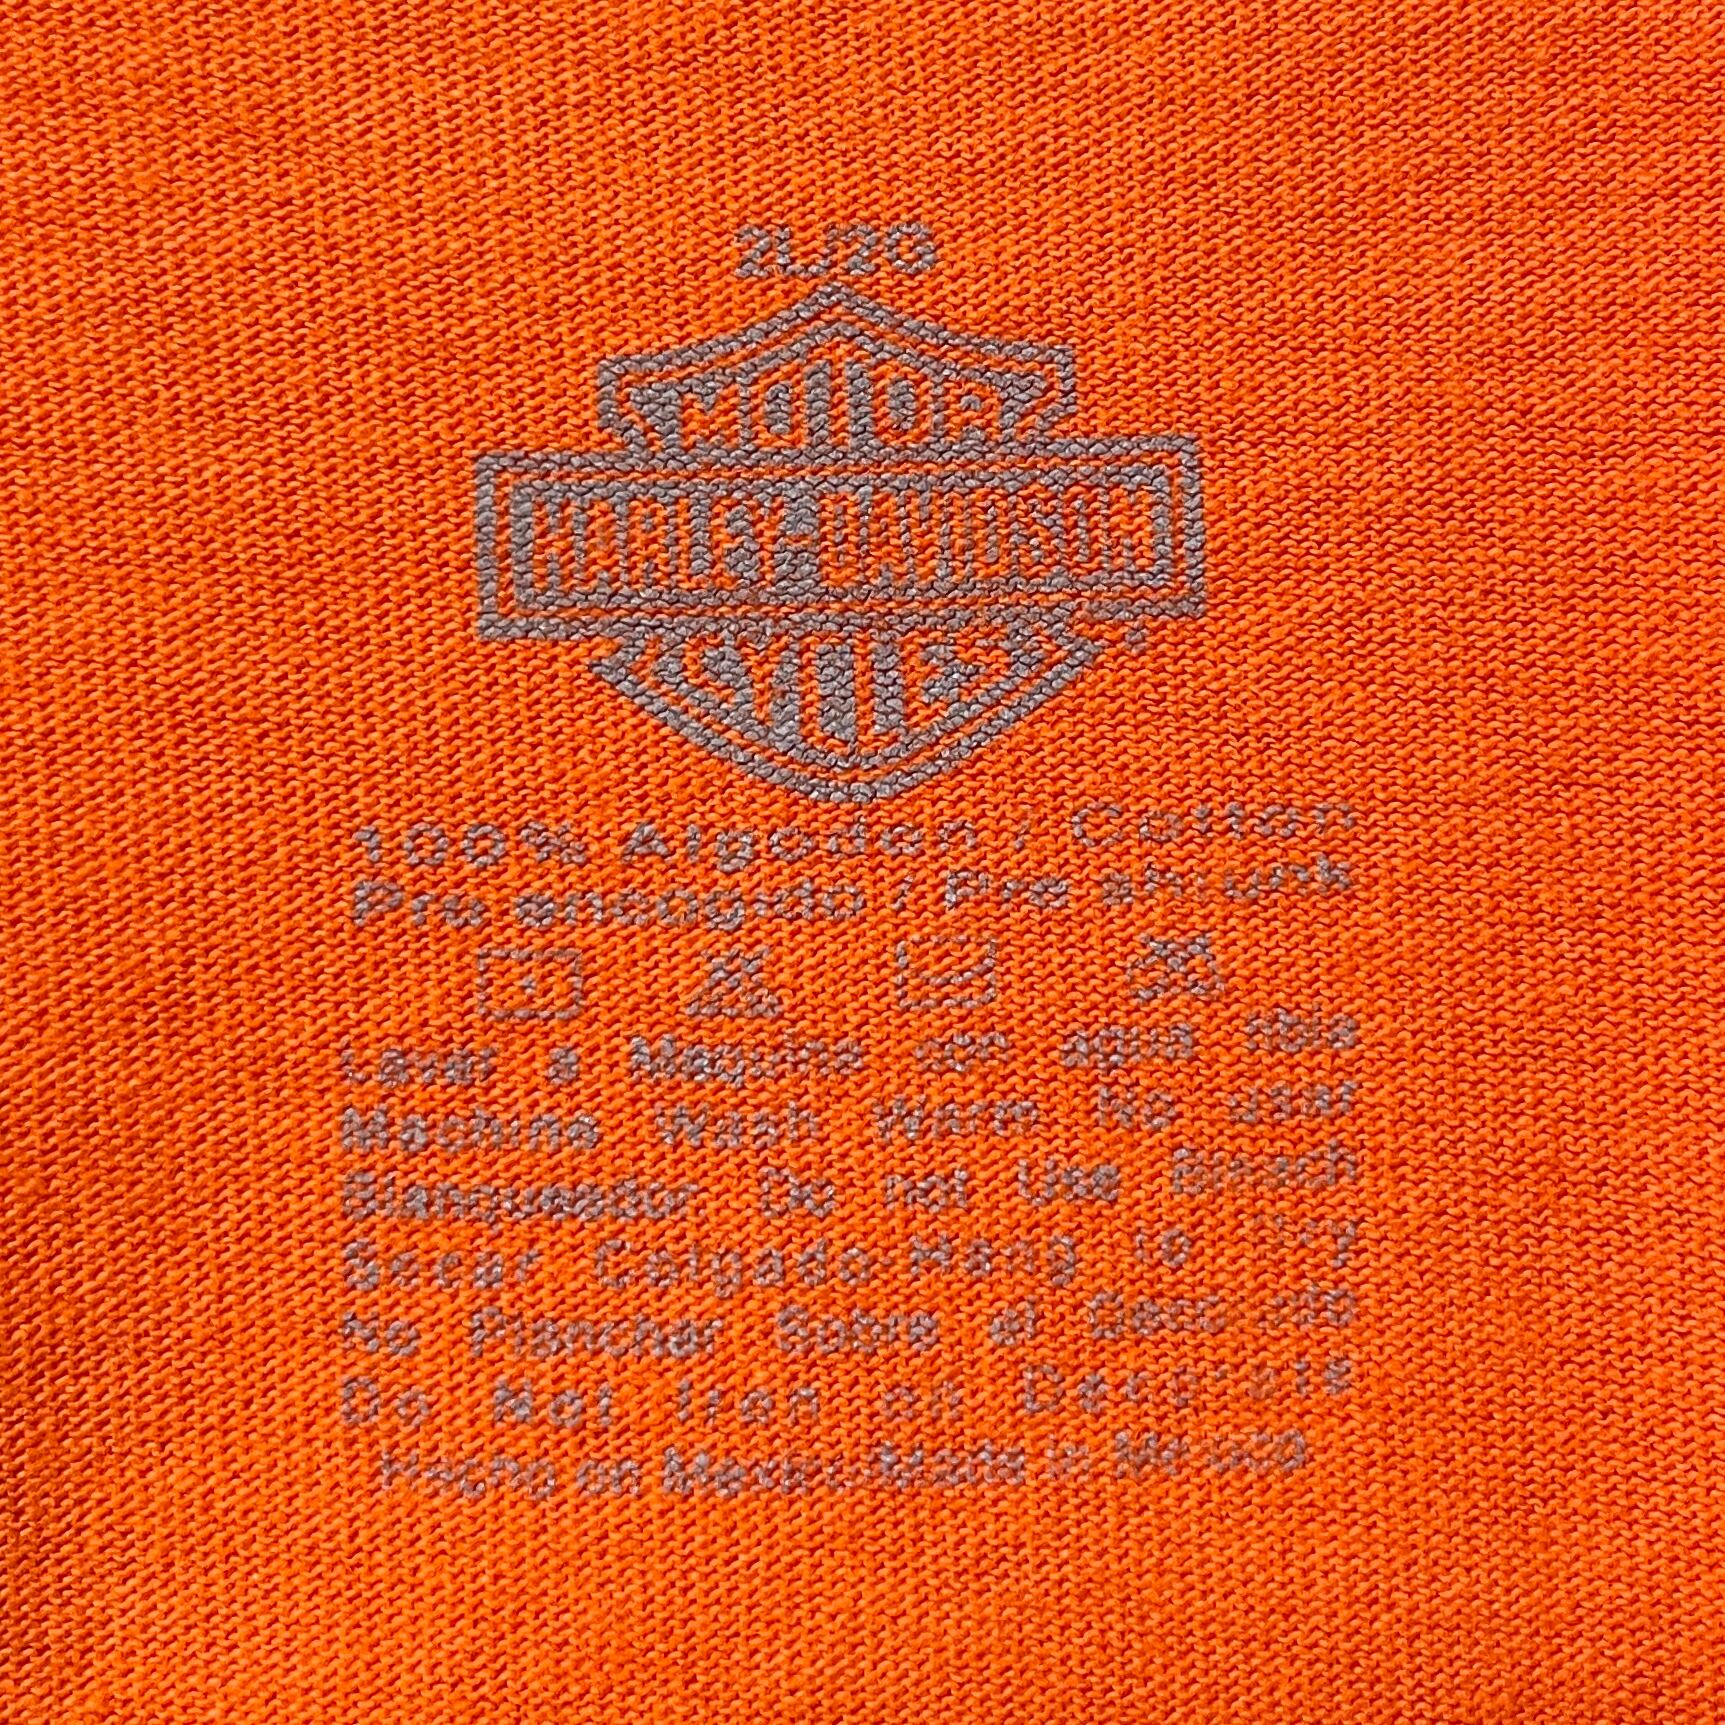 2L/2G
MOTOR
HARLEY-DAVIDSON
CYCLES
100% Algodon / Cotton
Pre encogido / Pre shrunk
Lavar a Maquina con agua tibia
Machine Wash Warm No usar
Blanqueador Do not Use Bleach
Secar Colgado-Hang to Dry
No Planchar Sobre el Decorado
Do Not Iron on Decorate
Hecho en Mexico/Made in Mexico